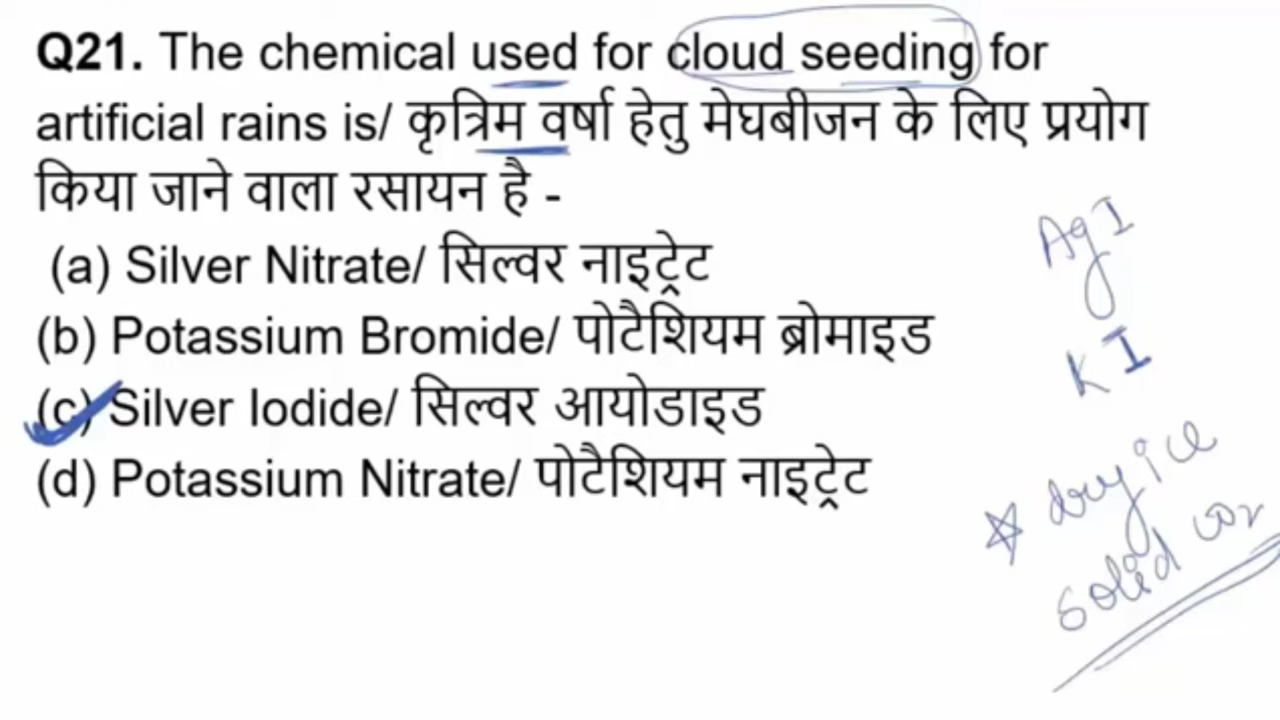 Q21. The chemical used for cloud seeding for
artificial rains is/ कृत्रिम वर्षा हेतु मेघबीजन के लिए प्रयोग
किया जाने वाला रसायन है -
(a) Silver Nitrate/ सिल्वर नाइट्रेट
(b) Potassium Bromide/ पोटैशियम ब्रोमाइड
(c) Silver Iodide/ सिल्वर आयोडाइड
(d) Potassium Nitrate/ पोटैशियम नाइट्रेट
AgI
KI
dry ice
solid